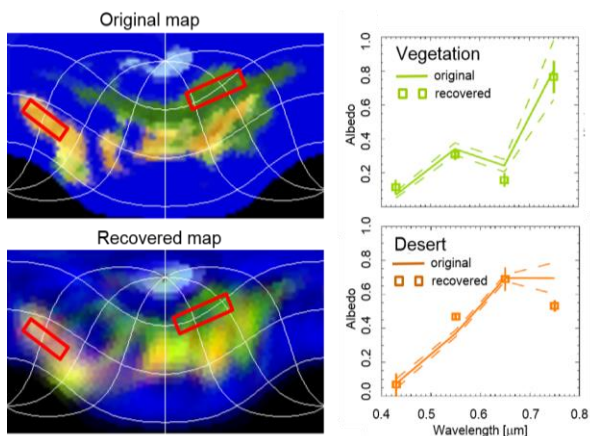 Original map
Recovered map
Vegetation
original
recovered
Albedo
1.0
0.8
0.6
0.4
0.2
0.0
Desert
original
recovered
Albedo
1.0
0.8
0.6
0.4
0.2
0.0
0.4 0.5 0.6 0.7 0.8
Wavelength [μm]